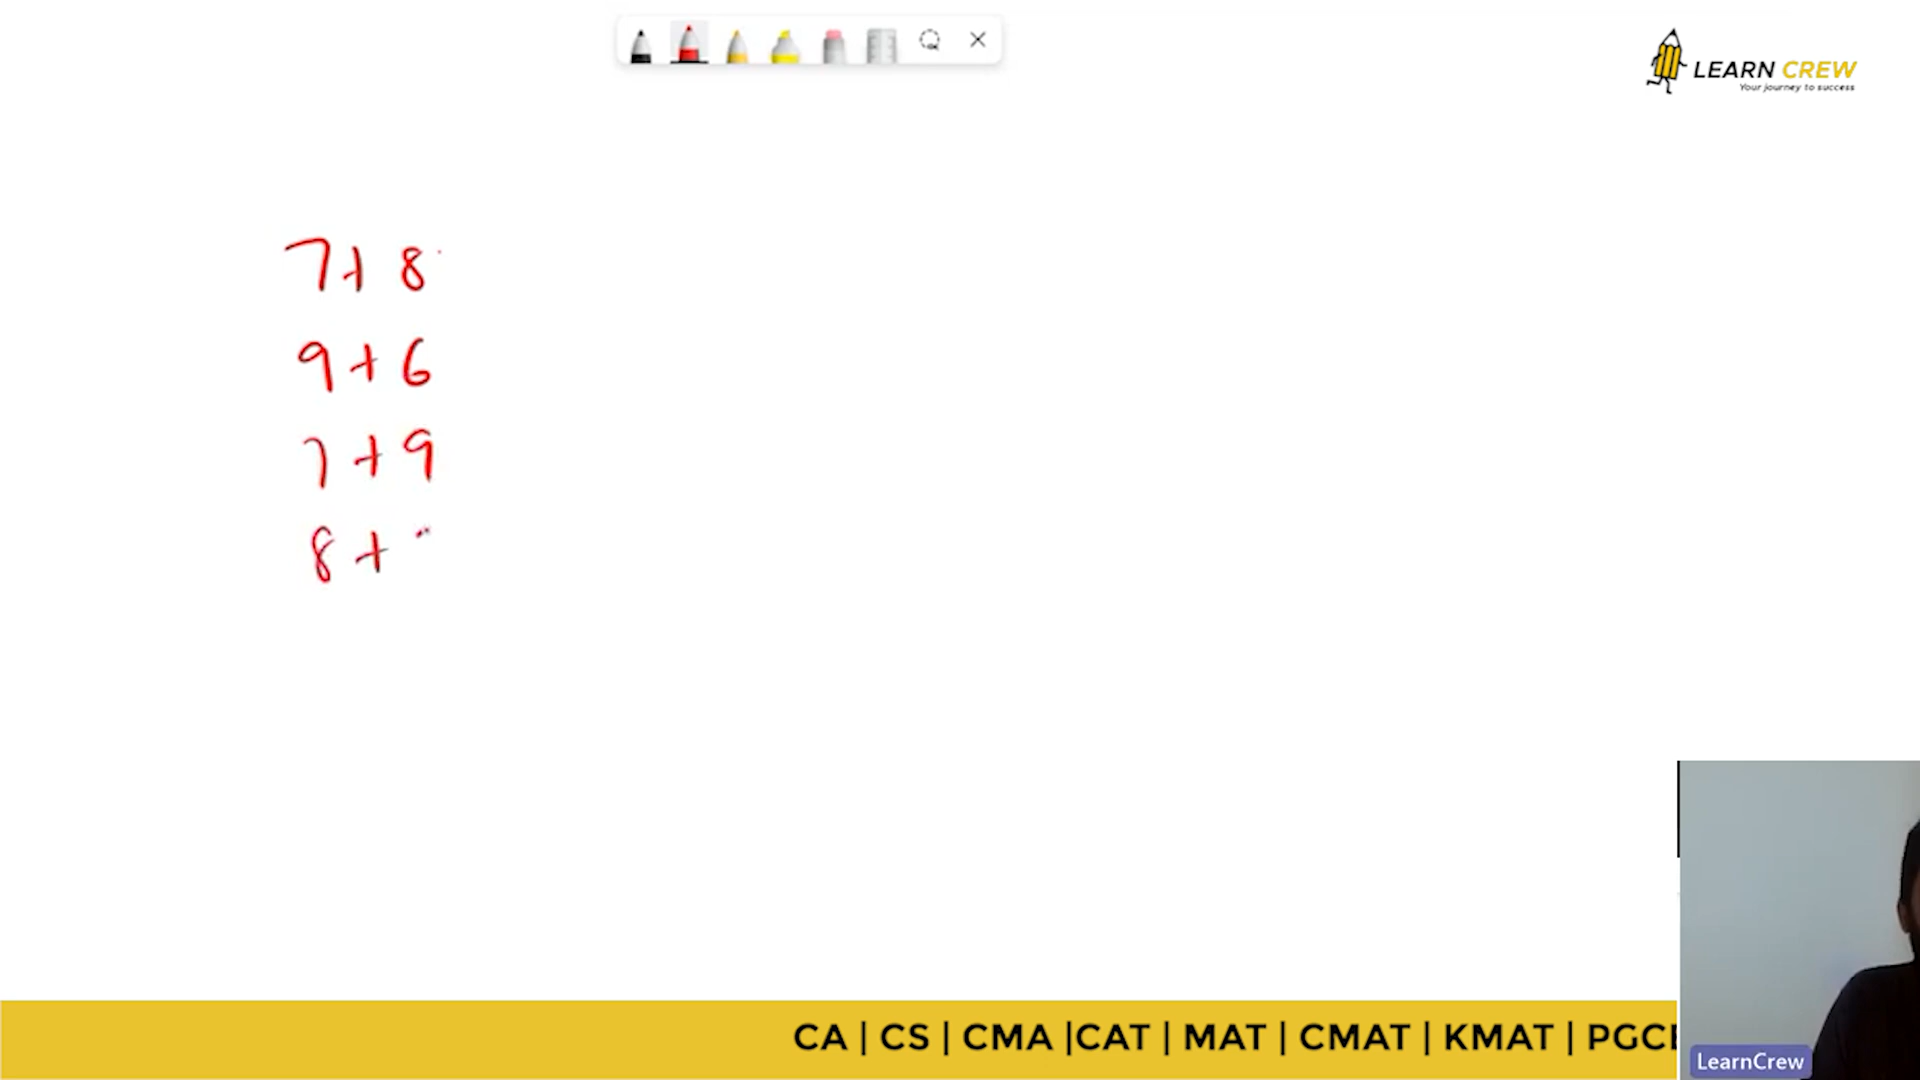 LEARN CREW
Your journey to success
7+ 8
9+6
7+9
8+
CA | CS | CMA |CAT | MAT | CMAT | KMAT | PGCE
LearnCrew